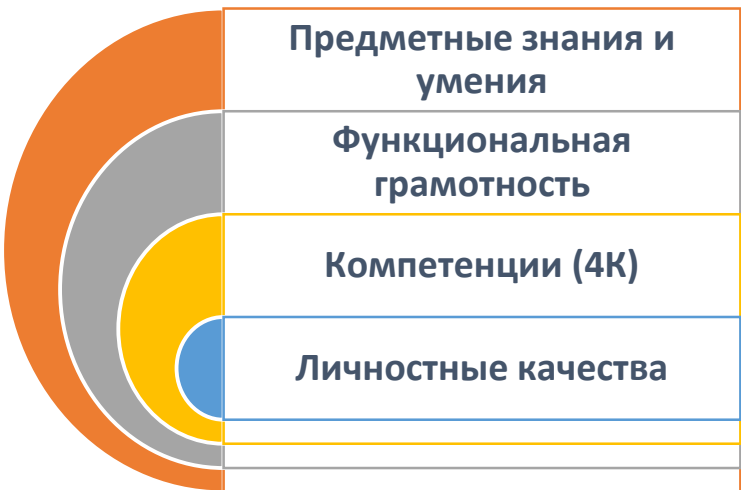 Предметные знания и
умения
Функциональная
грамотность
Компетенции (4К)
Личностные качества